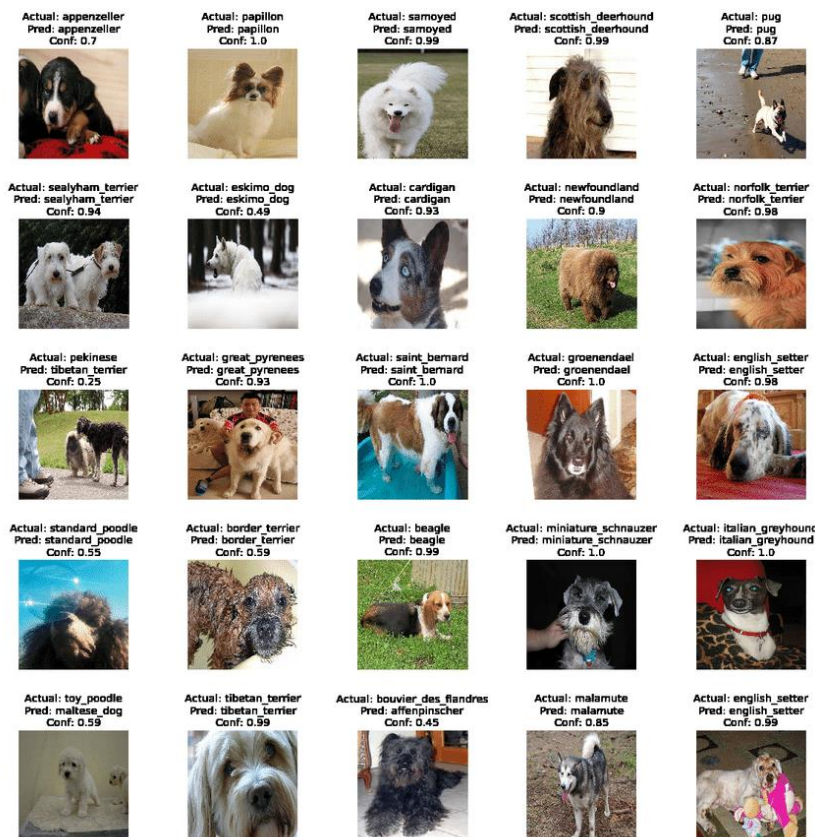 Actual: appenzeller
Pred: appenzeller
Conf: 0.7
Actual: papillon
Pred: papillon
Conf: 1.0
Actual: samoyed
Pred: samoyed
Conf: 0.99
Actual: scottish_deerhound
Pred: scottish_deerhound
Conf: 0.99
Actual: pug
Pred: pug
Conf: 0.87
Actual: sealyham_terrier
Pred: sealyham_terrier
Conf: 0.94
Actual: eskimo_dog
Pred: eskimo_dog
Conf: 0.49
Actual: cardigan
Pred: cardigan
Conf: 0.93
Actual: newfoundland
Pred: newfoundland
Conf: 0.9
Actual: norfolk_terrier
Pred: norfolk_terrier
Conf: 0.98
Actual: pekinese
Pred: tibetan_terrier
Conf: 0.25
Actual: great_pyrenees
Pred: great_pyrenees
Conf: 0.93
Actual: saint_bernard
Pred: saint_bernard
Conf: 1.0
Actual: groenendael
Pred: groenendael
Conf: 1.0
Actual: english_setter
Pred: english_setter
Conf: 0.98
Actual: standard_poodle
Pred: standard_poodle
Conf: 0.55
Actual: border_terrier
Pred: border_terrier
Conf: 0.59
Actual: beagle
Pred: beagle
Conf: 0.99
Actual: miniature_schnauzer
Pred: miniature_schnauzer
Conf: 1.0
Actual: italian_greyhound
Pred: italian_greyhound
Conf: 1.0
Actual: toy_poodle
Pred: maltese_dog
Conf: 0.59
Actual: tibetan_terrier
Pred: tibetan_terrier
Conf: 0.99
Actual: bouvier_des_flandres
Pred: affenpinscher
Conf: 0.45
Actual: malamute
Pred: malamute
Conf: 0.85
Actual: english_setter
Pred: english_setter
Conf: 0.99